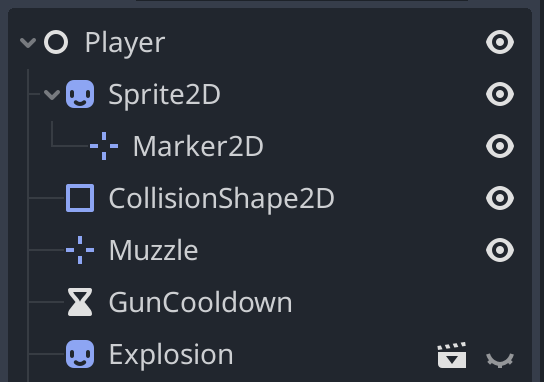 Player
Sprite2D
Marker2D
CollisionShape2D
Muzzle
GunCooldown
Explosion